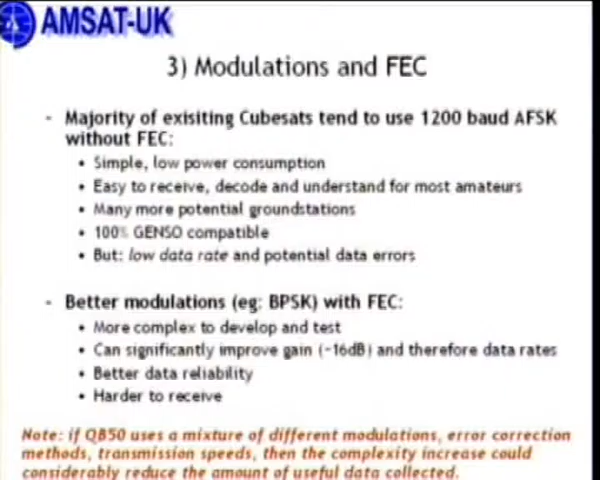 AMSAT-UK
3) Modulations and FEC
- Majority of exisiting Cubesats tend to use 1200 baud AFSK
without FEC:
• Simple, low power consumption
• Easy to receive, decode and understand for most amateurs
• Many more potential groundstations
• 100% GENSO compatible
• But: low data rate and potential data errors
- Better modulations (eg: BPSK) with FEC:
• More complex to develop and test
• Can significantly improve gain (~16dB) and therefore data rates
• Better data reliability
• Harder to receive
Note: if QB50 uses a mixture of different modulations, error correction
methods, transmission speeds, then the complexity increase could
considerably reduce the amount of useful data collected.